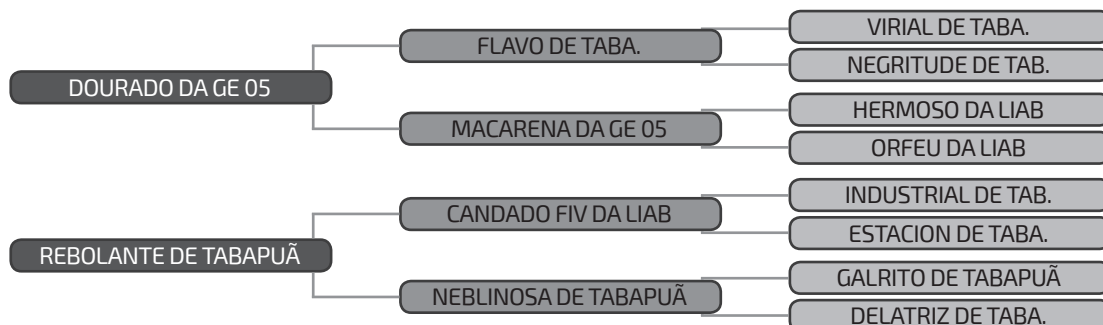 DOURADO DA GE 05
FLAVO DE TABA.
VIRIAL DE TABA.
NEGRITUDE DE TAB.
MACARENA DA GE 05
HERMOSO DA LIAB
ORFEU DA LIAB
REBOLANTE DE TABAPUÃ
CANDADO FIV DA LIAB
INDUSTRIAL DE TAB.
ESTACION DE TABA.
NEBLINOSA DE TABAPUÃ
GALRITO DE TABAPUÃ
DELATRIZ DE TABA.